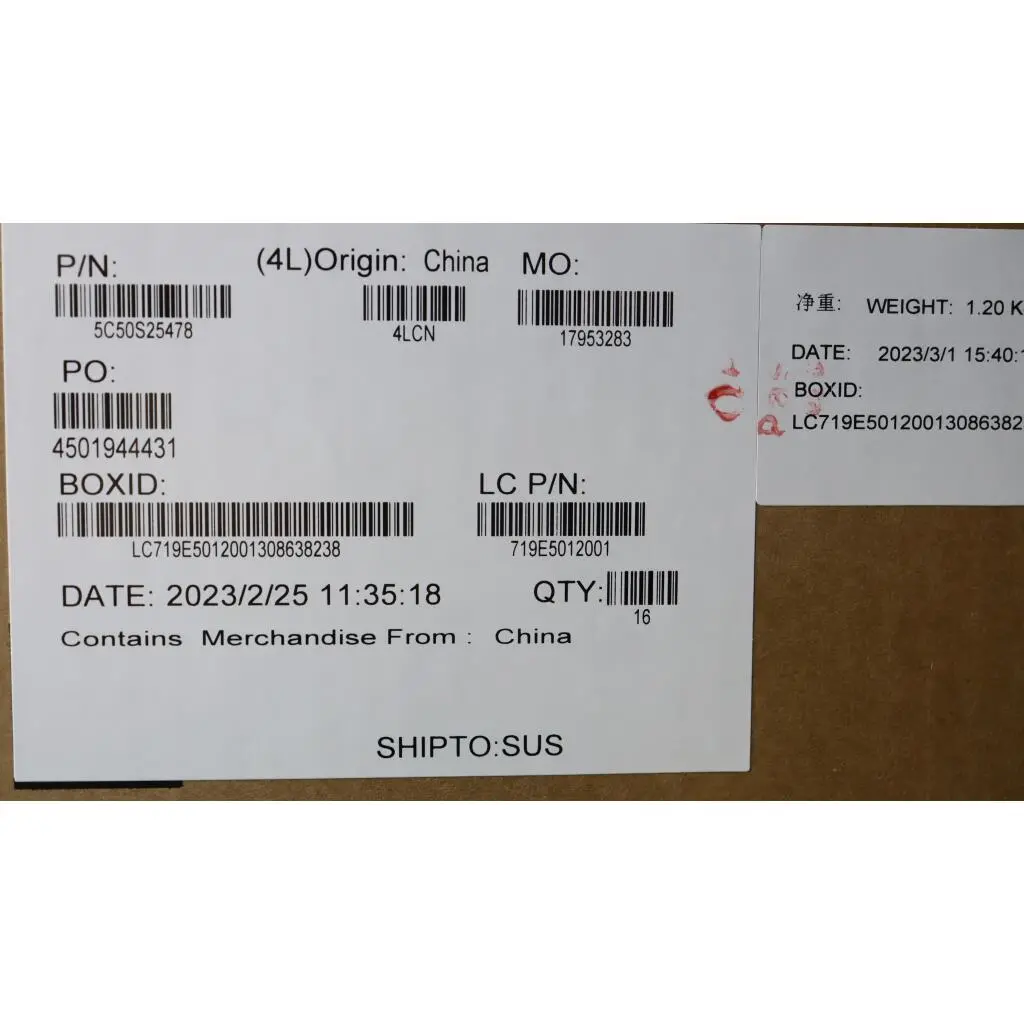 P/N: (4L)Origin: China MO:
5C50S25478 4LCN 17953283
PO:
4501944431
BOXID: LC P/N:
LC719E5012001308638238 719E5012001
DATE: 2023/2/25 11:35:18 QTY:
16
Contains Merchandise From : China
SHIPTO:SUS
净重: WEIGHT: 1.20 K
DATE: 2023/3/1 15:40:
BOXID:
LC719E50120013086382